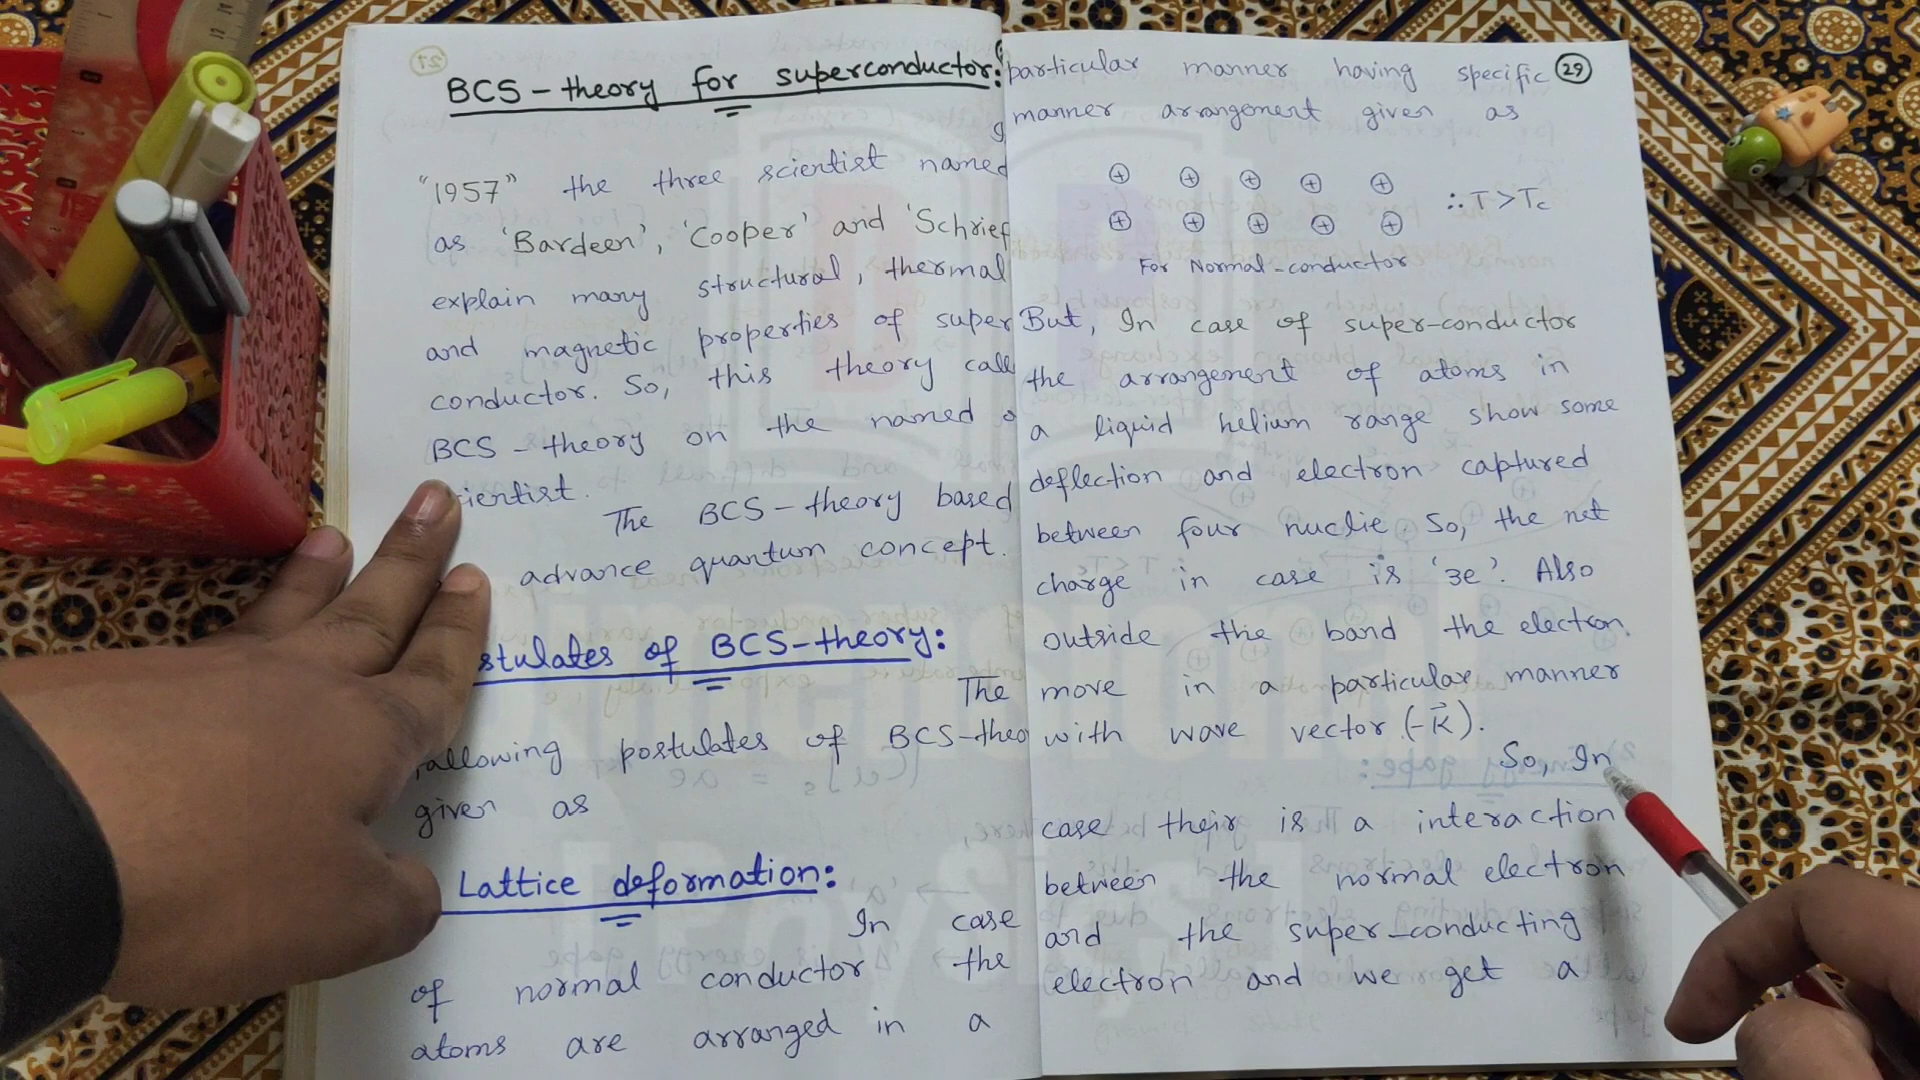 BCS - theory for superconductor:
"1957" the three scientist named
as 'Bardeen', 'Cooper' and 'Schrief
explain many structural, thermal
and magnetic properties of super
conductor. So, this theory call
BCS - theory on the named o
cientist.
The BCS - theory based
advance quantum concept.
stulates of BCS-theory:
The
following postulates of BCS-theo
given as
Lattice deformation:
In case
of normal conductor the
atoms are arranged in a
29
particular manner having specific
manner arrangement given as
+ + + + +
∴ T > Tc
+ + + + +
For Normal-conductor
But, In case of super-conductor
the arrangement of atoms in
a liquid helium range show some
deflection and electron captured
between four nuclie So, the net
charge in case is '3e'. Also
outside the band the electron
move in a particular manner
with wave vector (-K⃗).
So, In
case their is a interaction
between the normal electron
and the super-conducting
electron and we get a